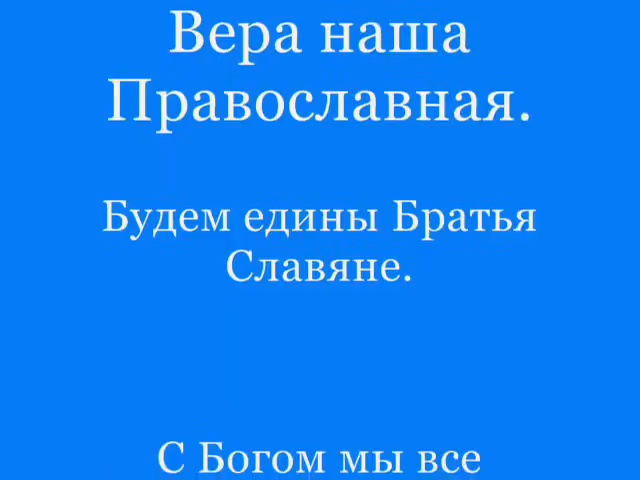 Вера наша
Православная.
Будем едины Братья
Славяне.
С Богом мы все